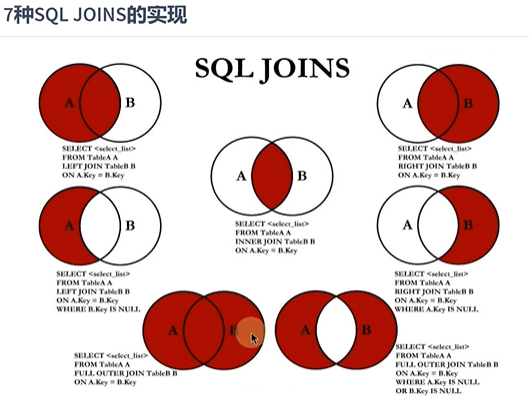 7种SQL JOINS的实现
SQL JOINS
A
B
SELECT <select_list>
FROM TableA A
LEFT JOIN TableB B
ON A.Key = B.Key
A
B
SELECT <select_list>
FROM TableA A
RIGHT JOIN TableB B
ON A.Key = B.Key
A
B
SELECT <select_list>
FROM TableA A
INNER JOIN TableB B
ON A.Key = B.Key
A
B
SELECT <select_list>
FROM TableA A
LEFT JOIN TableB B
ON A.Key = B.Key
WHERE B.Key IS NULL
A
B
SELECT <select_list>
FROM TableA A
RIGHT JOIN TableB B
ON A.Key = B.Key
WHERE A.Key IS NULL
A
B
SELECT <select_list>
FROM TableA A
FULL OUTER JOIN TableB B
ON A.Key = B.Key
A
B
SELECT <select_list>
FROM TableA A
FULL OUTER JOIN TableB B
ON A.Key = B.Key
WHERE A.Key IS NULL
OR B.Key IS NULL